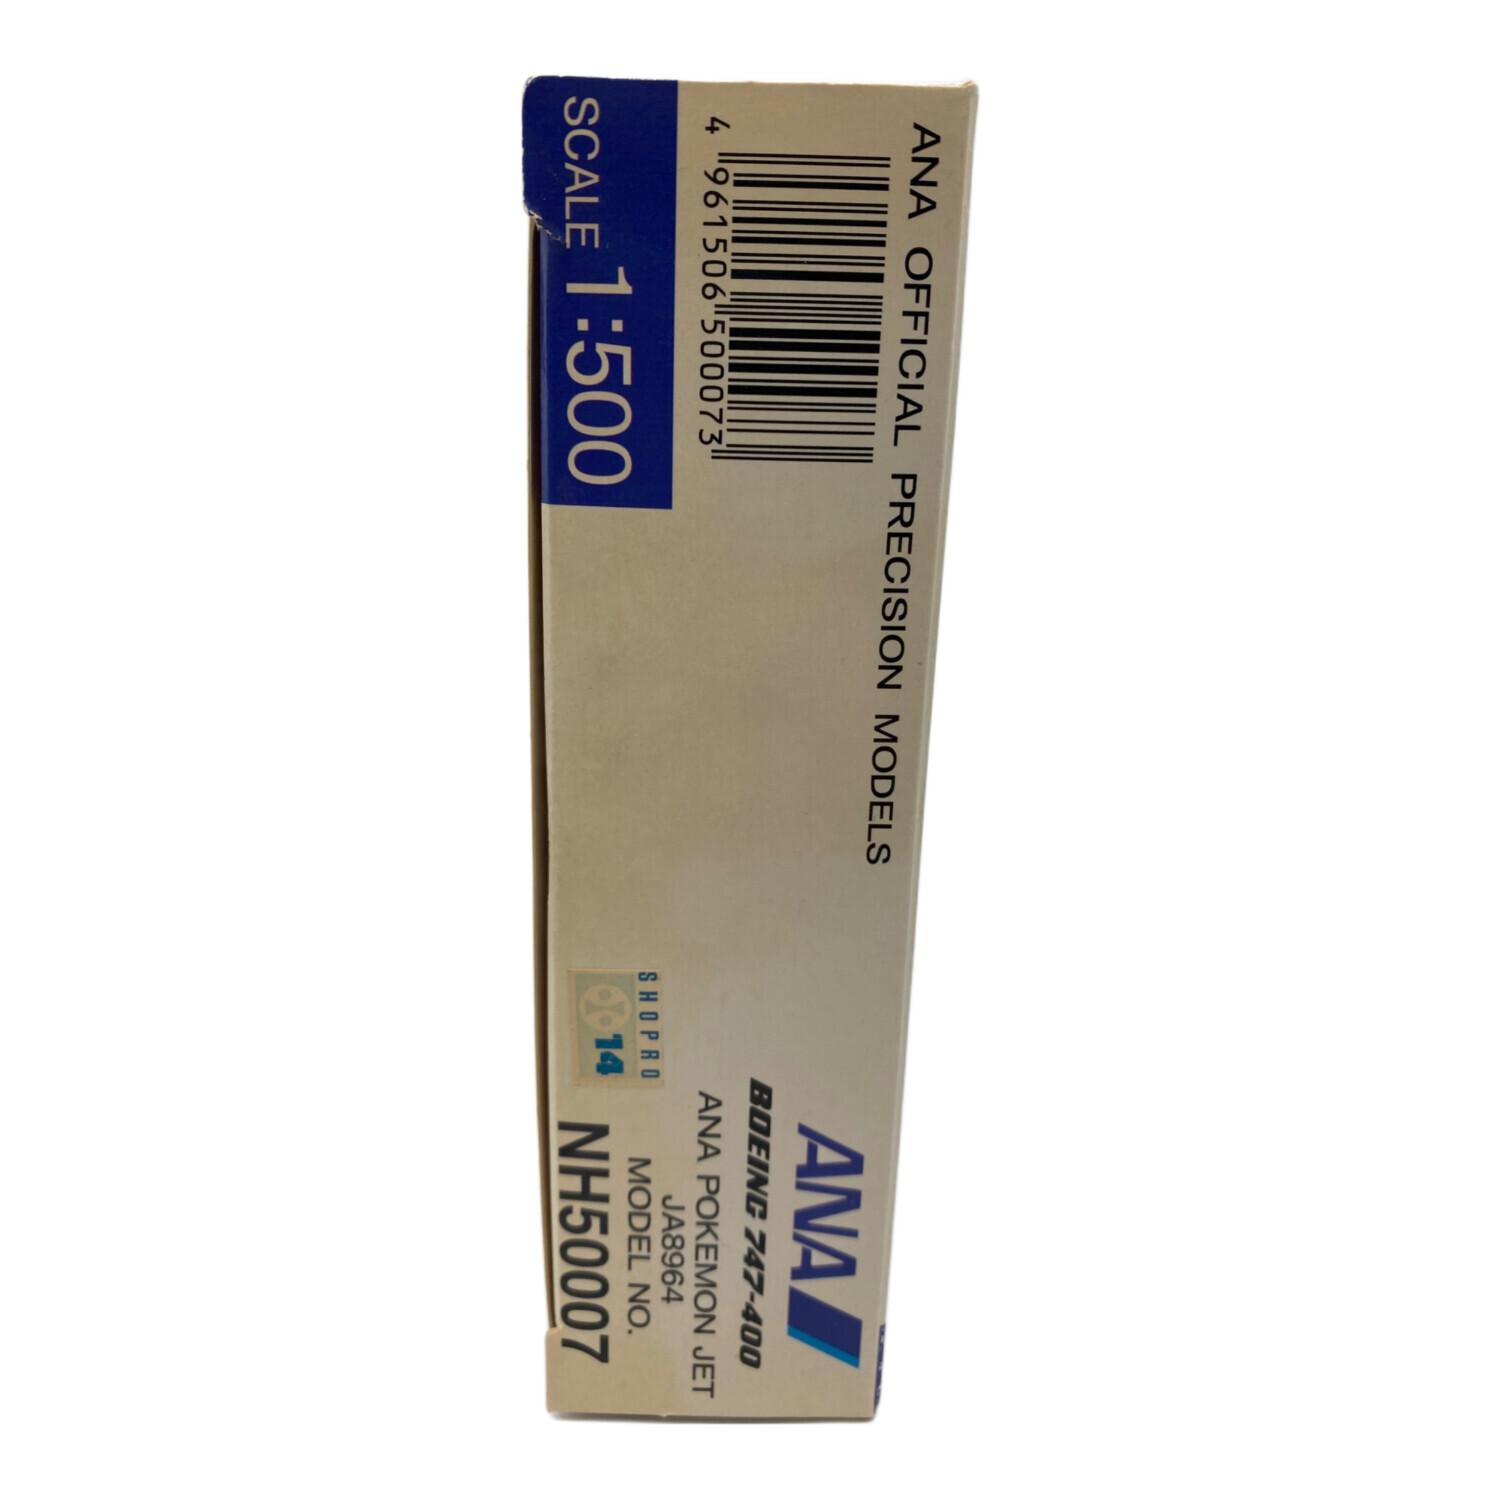 ANA OFFICIAL PRECISION MODELS
4 961506 500073
SCALE 1:500
ANA
BOEING 747-400
ANA POKEMON JET
JA8964
MODEL NO.
NH50007
SHOPRO
14